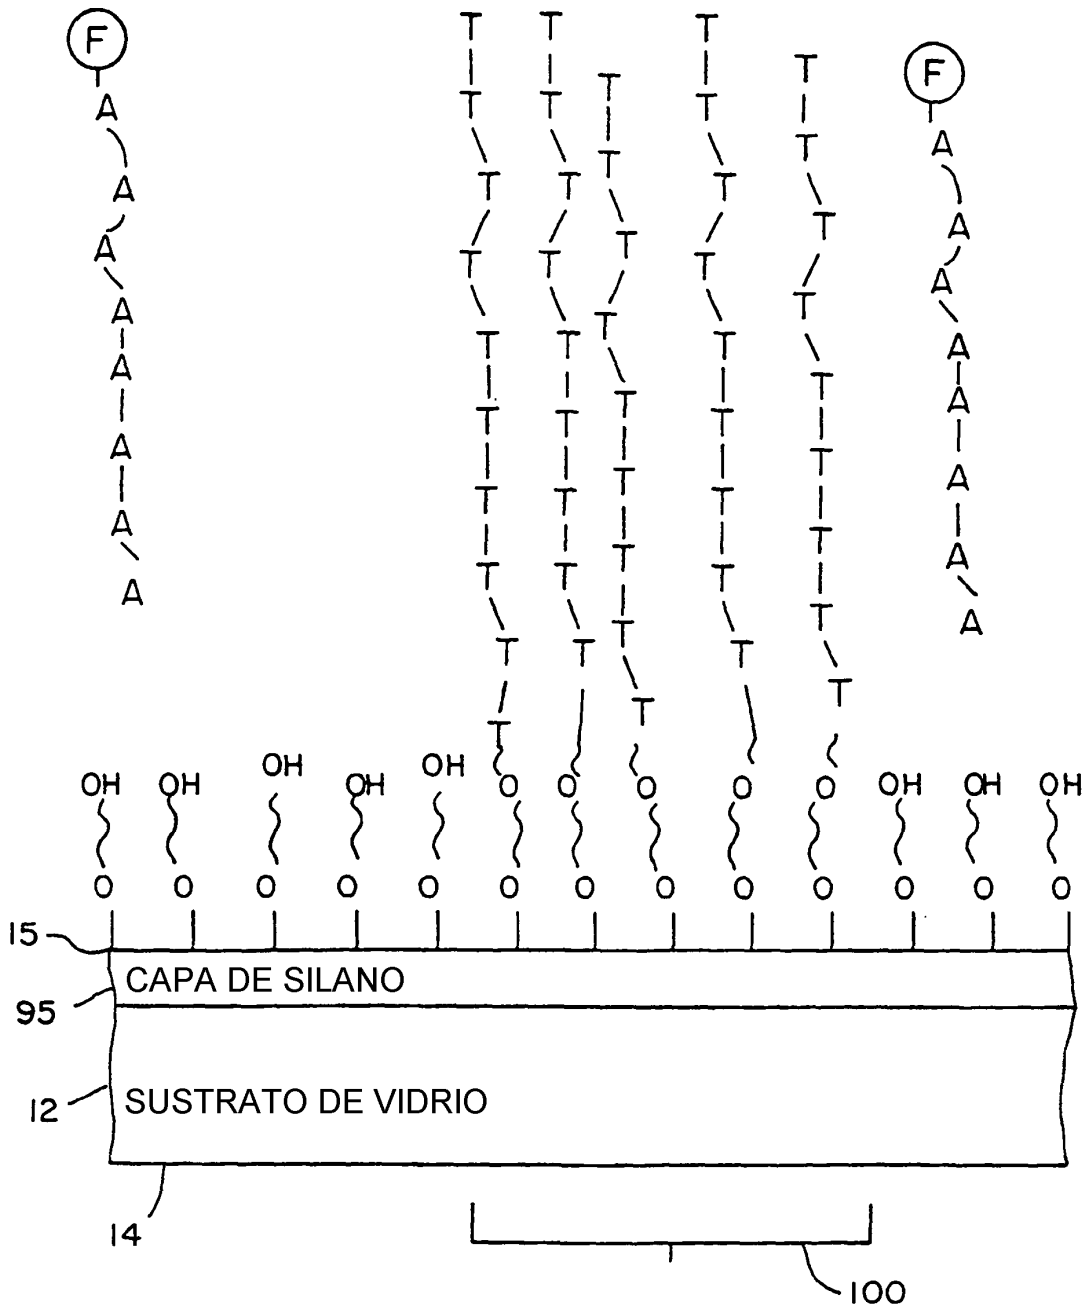 F
A A A A A A A A
T T T T T T T T T T
T T T T T T T T T
T T T T T T T T T
T T T T T T T T T
T T T T T T T T T
F
A A A A A A A A
OH OH OH OH OH O O O O O OH OH OH
O O O O O O O O O O O O O
15
CAPA DE SILANO
95
SUSTRATO DE VIDRIO
12
14
100